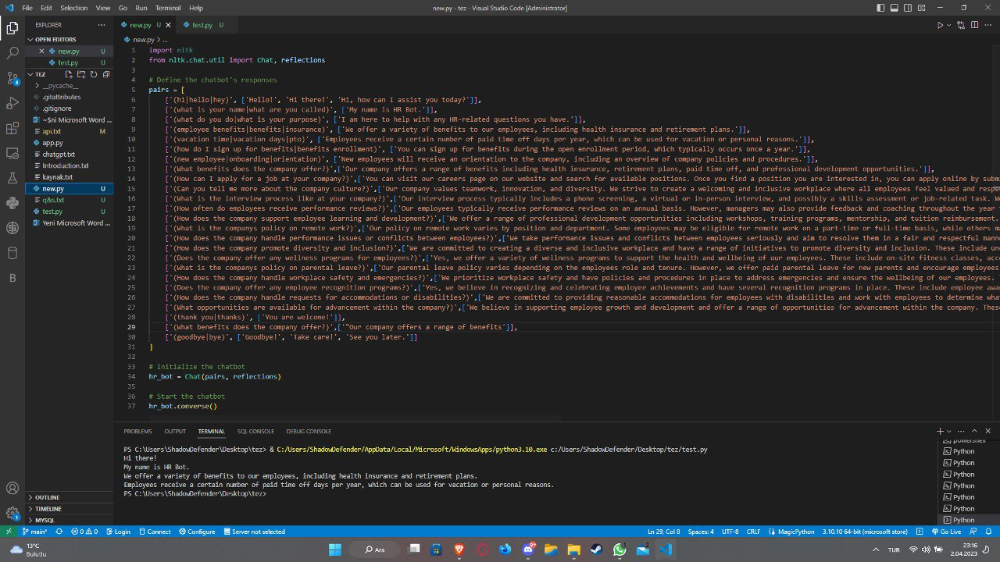 File Edit Selection View Go Run Terminal Help
new.py - tez - Visual Studio Code [Administrator]
EXPLORER
OPEN EDITORS
new.py U
test.py U
TEZ
__pycache__
.gitattributes
.gitignore
~$ni Microsoft Word ...
api.txt M
app.py
chatgpt.txt
Introduction.txt
kaynak.txt
new.py U
q&s.txt U
test.py U
Yeni Microsoft Word ...
OUTLINE
TIMELINE
MYSQL
new.py U
test.py U
new.py > ...
1 import nltk
2 from nltk.chat.util import Chat, reflections
3
4 # Define the chatbot's responses
5 pairs = [
6 ['(hi|hello|hey)', ['Hello!', 'Hi there!', 'Hi, how can I assist you today?']],
7 ['(what is your name|what are you called)', ['My name is HR Bot.']],
8 ['(what do you do|what is your purpose)', ['I am here to help with any HR-related questions you have.']],
9 ['(employee benefits|benefits|insurance)', ['We offer a variety of benefits to our employees, including health insurance and retirement plans.']],
10 ['(vacation time|vacation days|pto)', ['Employees receive a certain number of paid time off days per year, which can be used for vacation or personal reasons.']],
11 ['(how do I sign up for benefits|benefits enrollment)', ['You can sign up for benefits during the open enrollment period, which typically occurs once a year.']],
12 ['(new employee|onboarding|orientation)', ['New employees will receive an orientation to the company, including an overview of company policies and procedures.']],
13 ['(What benefits does the company offer?)',['Our company offers a range of benefits including health insurance, retirement plans, paid time off, and professional development opportunities.']],
14 ['(How can I apply for a job at your company?)',['You can visit our careers page on our website and search for available positions. Once you find a position you are interested in, you can apply online by submi
15 ['(Can you tell me more about the company culture?)',['Our company values teamwork, innovation, and diversity. We strive to create a welcoming and inclusive workplace where all employees feel valued and respe
16 ['(What is the interview process like at your company?)',['Our interview process typically includes a phone screening, a virtual or in-person interview, and possibly a skills assessment or job-related task. W
17 ['(How often do employees receive performance reviews?)',['Our employees typically receive performance reviews on an annual basis. However, managers may also provide feedback and coaching throughout the year
18 ['(How does the company support employee learning and development?)',['We offer a range of professional development opportunities including workshops, training programs, mentorship, and tuition reimbursement.
19 ['(What is the companys policy on remote work?)',['Our policy on remote work varies by position and department. Some employees may be eligible for remote work on a part-time or full-time basis, while others m
20 ['(How does the company handle performance issues or conflicts between employees?)',['We take performance issues and conflicts between employees seriously and aim to resolve them in a fair and respectful mann
21 ['(How does the company promote diversity and inclusion?)',['We are committed to creating a diverse and inclusive workplace and have a range of initiatives to promote diversity and inclusion. These include un
22 ['(Does the company offer any wellness programs for employees?)',['Yes, we offer a variety of wellness programs to support the health and wellbeing of our employees. These include on-site fitness classes, acc
23 ['(What is the companys policy on parental leave?)',['Our parental leave policy varies depending on the employees role and tenure. However, we offer paid parental leave for new parents and encourage employees
24 ['(How does the company handle workplace safety and emergencies?)',['We prioritize workplace safety and have policies and procedures in place to address emergencies and ensure the wellbeing of our employees.
25 ['(Does the company offer any employee recognition programs?)',['Yes, we believe in recognizing and celebrating employee achievements and have several recognition programs in place. These include employee awa
26 ['(How does the company handle requests for accommodations or disabilities?)',['We are committed to providing reasonable accommodations for employees with disabilities and work with employees to determine wha
27 ['(What opportunities are available for advancement within the company?)',['We believe in supporting employee growth and development and offer a range of opportunities for advancement within the company. Thes
28 ['(thank you|thanks)', ['You are welcome!']],
29 ['(What benefits does the company offer?)',['"Our company offers a range of benefits']],
30 ['(goodbye|bye)', ['Goodbye!', 'Take care!', 'See you later.']]
31 ]
32
33 # Initialize the chatbot
34 hr_bot = Chat(pairs, reflections)
35
36 # Start the chatbot
37 hr_bot.converse()
PROBLEMS OUTPUT TERMINAL SQL CONSOLE DEBUG CONSOLE
PS C:\Users\ShadowDefender\Desktop\tez> & C:/Users/ShadowDefender/AppData/Local/Microsoft/WindowsApps/python3.10.exe c:/Users/ShadowDefender/Desktop/tez/test.py
Hi there!
My name is HR Bot.
We offer a variety of benefits to our employees, including health insurance and retirement plans.
Employees receive a certain number of paid time off days per year, which can be used for vacation or personal reasons.
PS C:\Users\ShadowDefender\Desktop\tez>
powershell
Python
Python
Python
Python
Python
Python
Python
main* 0 0 Login Connect Configure Server not selected
Ln 29, Col 8 Spaces: 4 UTF-8 CRLF MagicPython 3.10.10 64-bit (microsoft store) Go Live
13°C
Bulutlu
Ara
TUR
23:16
2.04.2023